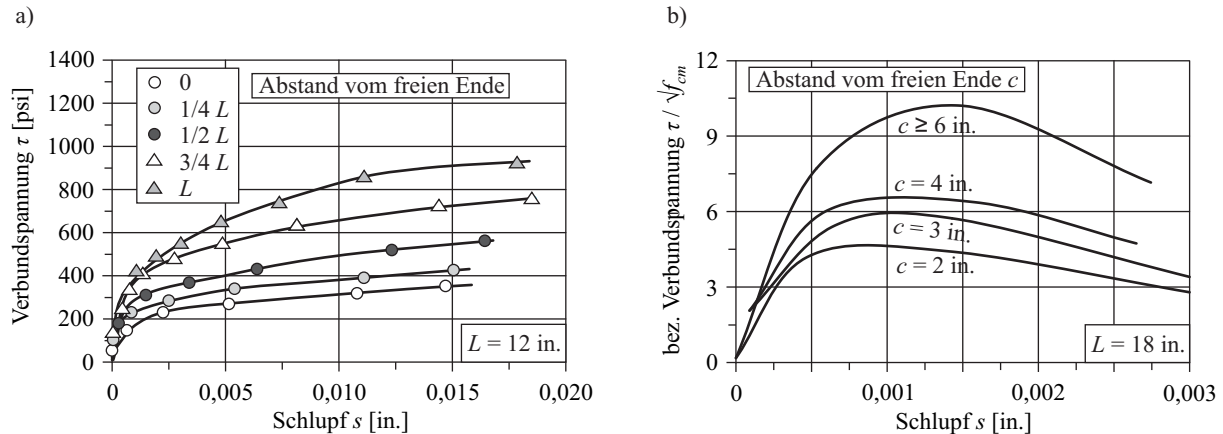 a)
Verbundspannung τ [psi]
1400
1200
1000
800
600
400
200
0
Abstand vom freien Ende
0
1/4 L
1/2 L
3/4 L
L
L = 12 in.
0
0,005
0,010
0,015
0,020
Schlupf s [in.]
b)
bez. Verbundspannung τ / √f_cm
12
9
6
3
0
Abstand vom freien Ende c
c ≥ 6 in.
c = 4 in.
c = 3 in.
c = 2 in.
L = 18 in.
0
0,001
0,002
0,003
Schlupf s [in.]